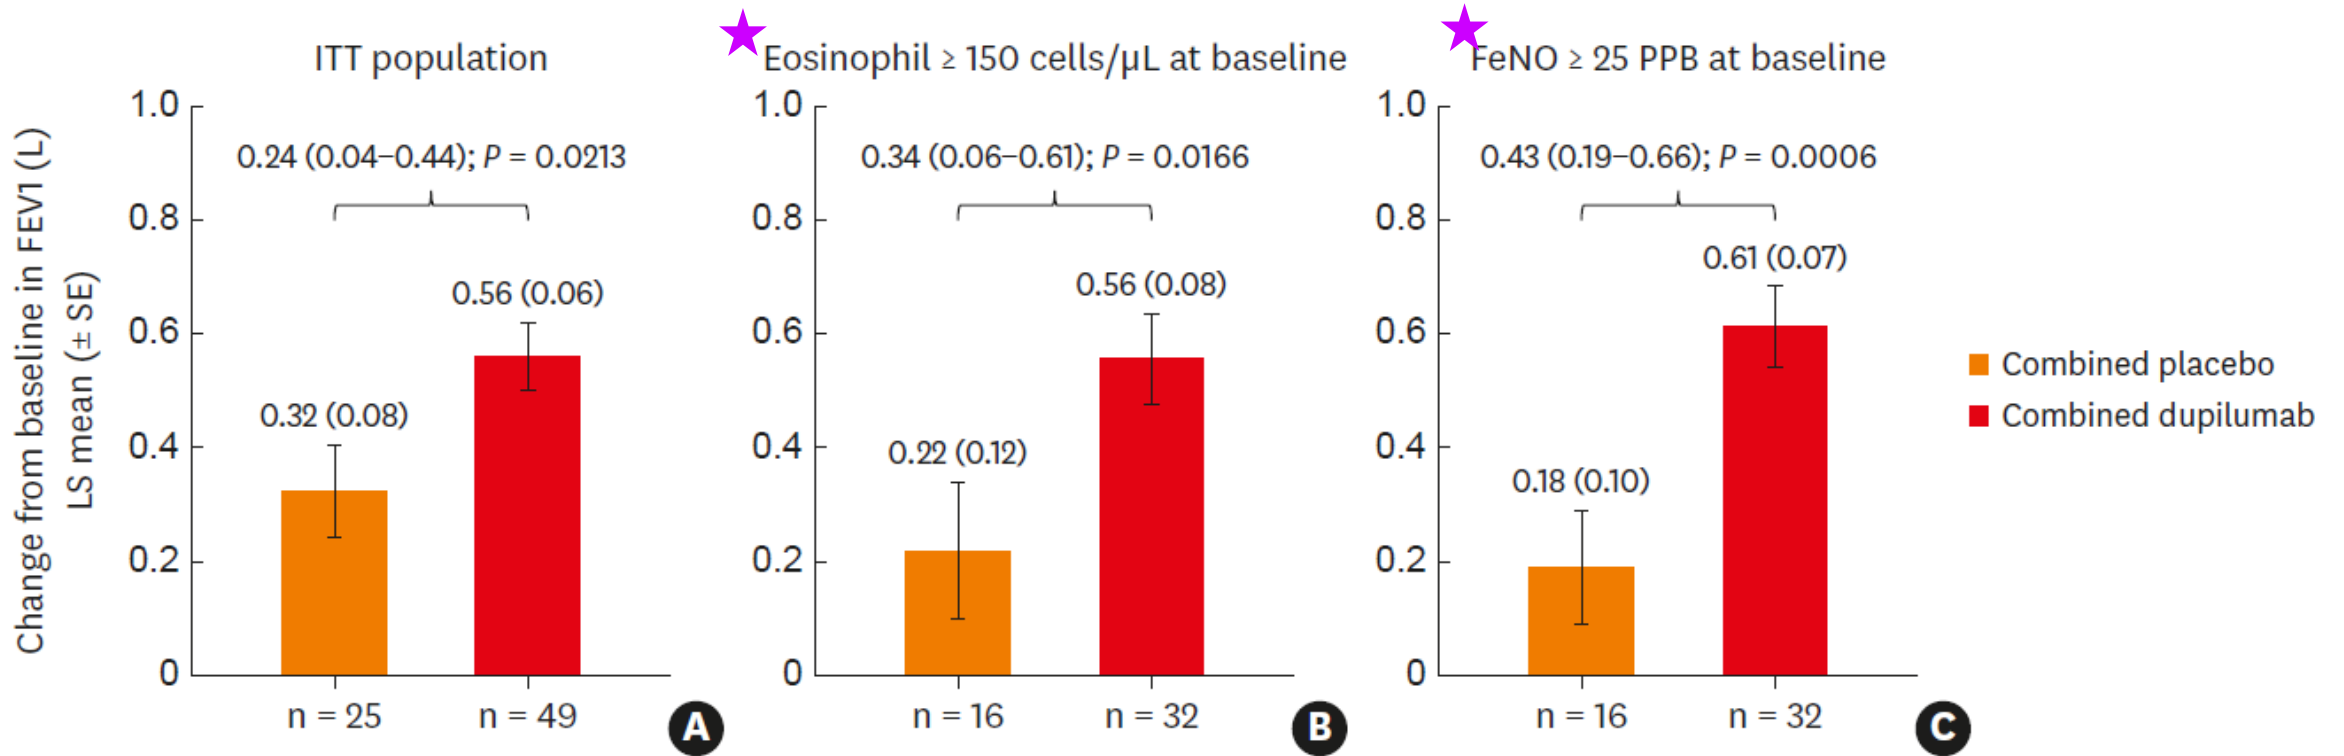 Change from baseline in FEV1 (L)
LS mean (± SE)
ITT population
1.0
0.8
0.6
0.4
0.2
0
0.24 (0.04–0.44); P = 0.0213
0.32 (0.08)
0.56 (0.06)
n = 25
n = 49
A
Eosinophil ≥ 150 cells/µL at baseline
1.0
0.8
0.6
0.4
0.2
0
0.34 (0.06–0.61); P = 0.0166
0.22 (0.12)
0.56 (0.08)
n = 16
n = 32
B
FeNO ≥ 25 PPB at baseline
1.0
0.8
0.6
0.4
0.2
0
0.43 (0.19–0.66); P = 0.0006
0.18 (0.10)
0.61 (0.07)
n = 16
n = 32
C
Combined placebo
Combined dupilumab